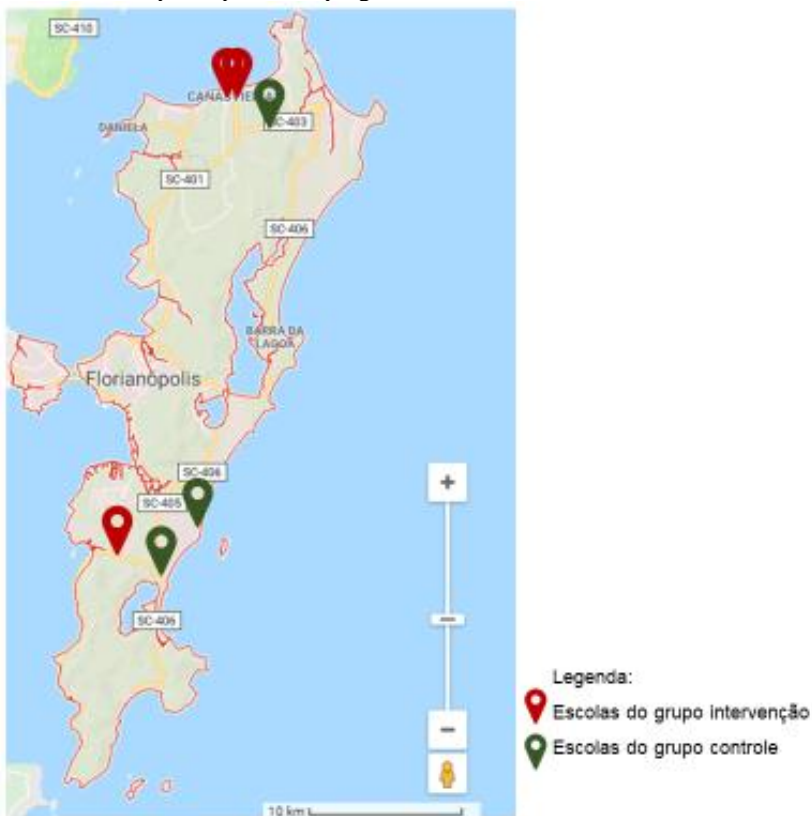 SC-410
CANASVIEIRAS
SC-403
DANIELA
SC-401
SC-406
BARRA DA
LAGOA
Florianópolis
SC-406
SC-405
SC-406
+
−
10 km
Legenda:
Escolas do grupo intervenção
Escolas do grupo controle